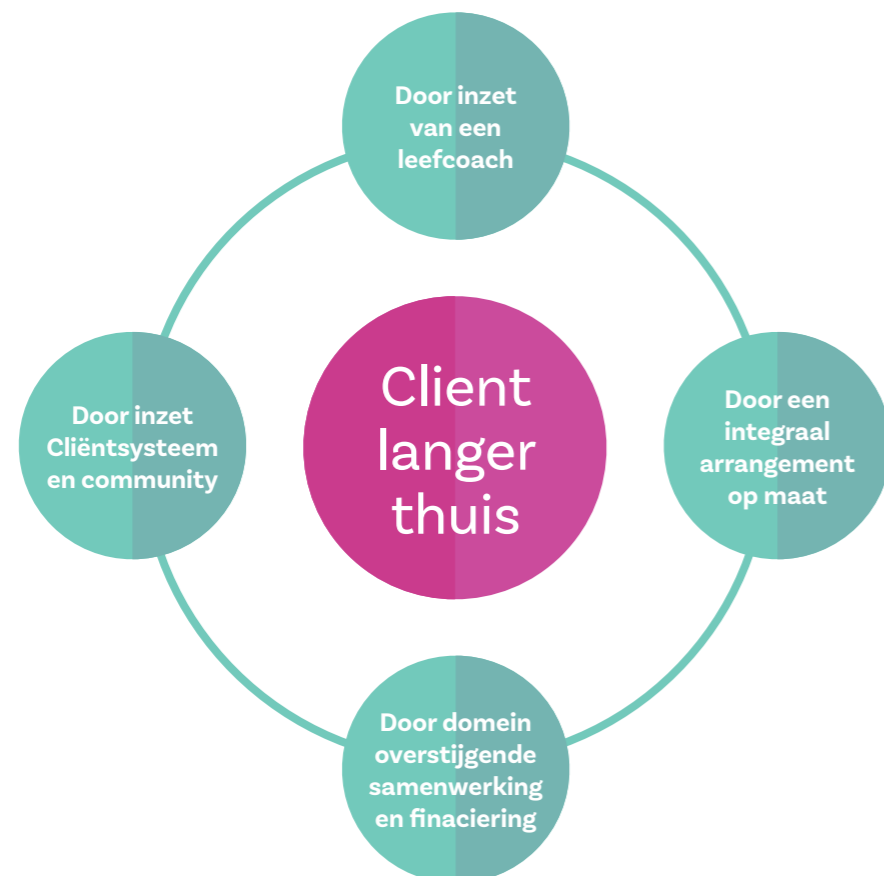 Door inzet
van een
leefcoach
Client
langer
thuis
Door inzet
Cliëntsysteem
en community
Door een
integraal
arrangement
op maat
Door domein
overstijgende
samenwerking
en finaciering